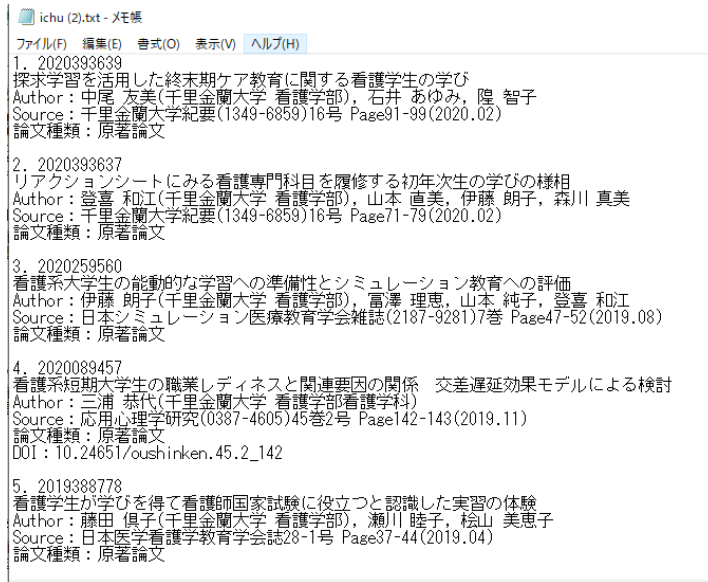 ichu (2).txt - メモ帳
ファイル(F) 編集(E) 書式(O) 表示(V) ヘルプ(H)
1. 2020393639
探求学習を活用した終末期ケア教育に関する看護学生の学び
Author：中尾 友美(千里金蘭大学 看護学部), 石井 あゆみ, 隍 智子
Source：千里金蘭大学紀要(1349-6859)16号 Page91-99(2020.02)
論文種類：原著論文
2. 2020393637
リアクションシートにみる看護専門科目を履修する初年次生の学びの様相
Author：登喜 和江(千里金蘭大学 看護学部), 山本 直美, 伊藤 朗子, 森川 真美
Source：千里金蘭大学紀要(1349-6859)16号 Page71-79(2020.02)
論文種類：原著論文
3. 2020259560
看護系大学生の能動的な学習への準備性とシミュレーション教育への評価
Author：伊藤 朗子(千里金蘭大学 看護学部), 冨澤 理恵, 山本 純子, 登喜 和江
Source：日本シミュレーション医療教育学会雑誌(2187-9281)7巻 Page47-52(2019.08)
論文種類：原著論文
4. 2020089457
看護系短期大学生の職業レディネスと関連要因の関係　交差遅延効果モデルによる検討
Author：三浦 恭代(千里金蘭大学 看護学部看護学科)
Source：応用心理学研究(0387-4605)45巻2号 Page142-143(2019.11)
論文種類：原著論文
DOI：10.24651/oushinken.45.2_142
5. 2019388778
看護学生が学びを得て看護師国家試験に役立つと認識した実習の体験
Author：藤田 倶子(千里金蘭大学 看護学部), 瀬川 睦子, 桧山 美恵子
Source：日本医学看護学教育学会誌28-1号 Page37-44(2019.04)
論文種類：原著論文